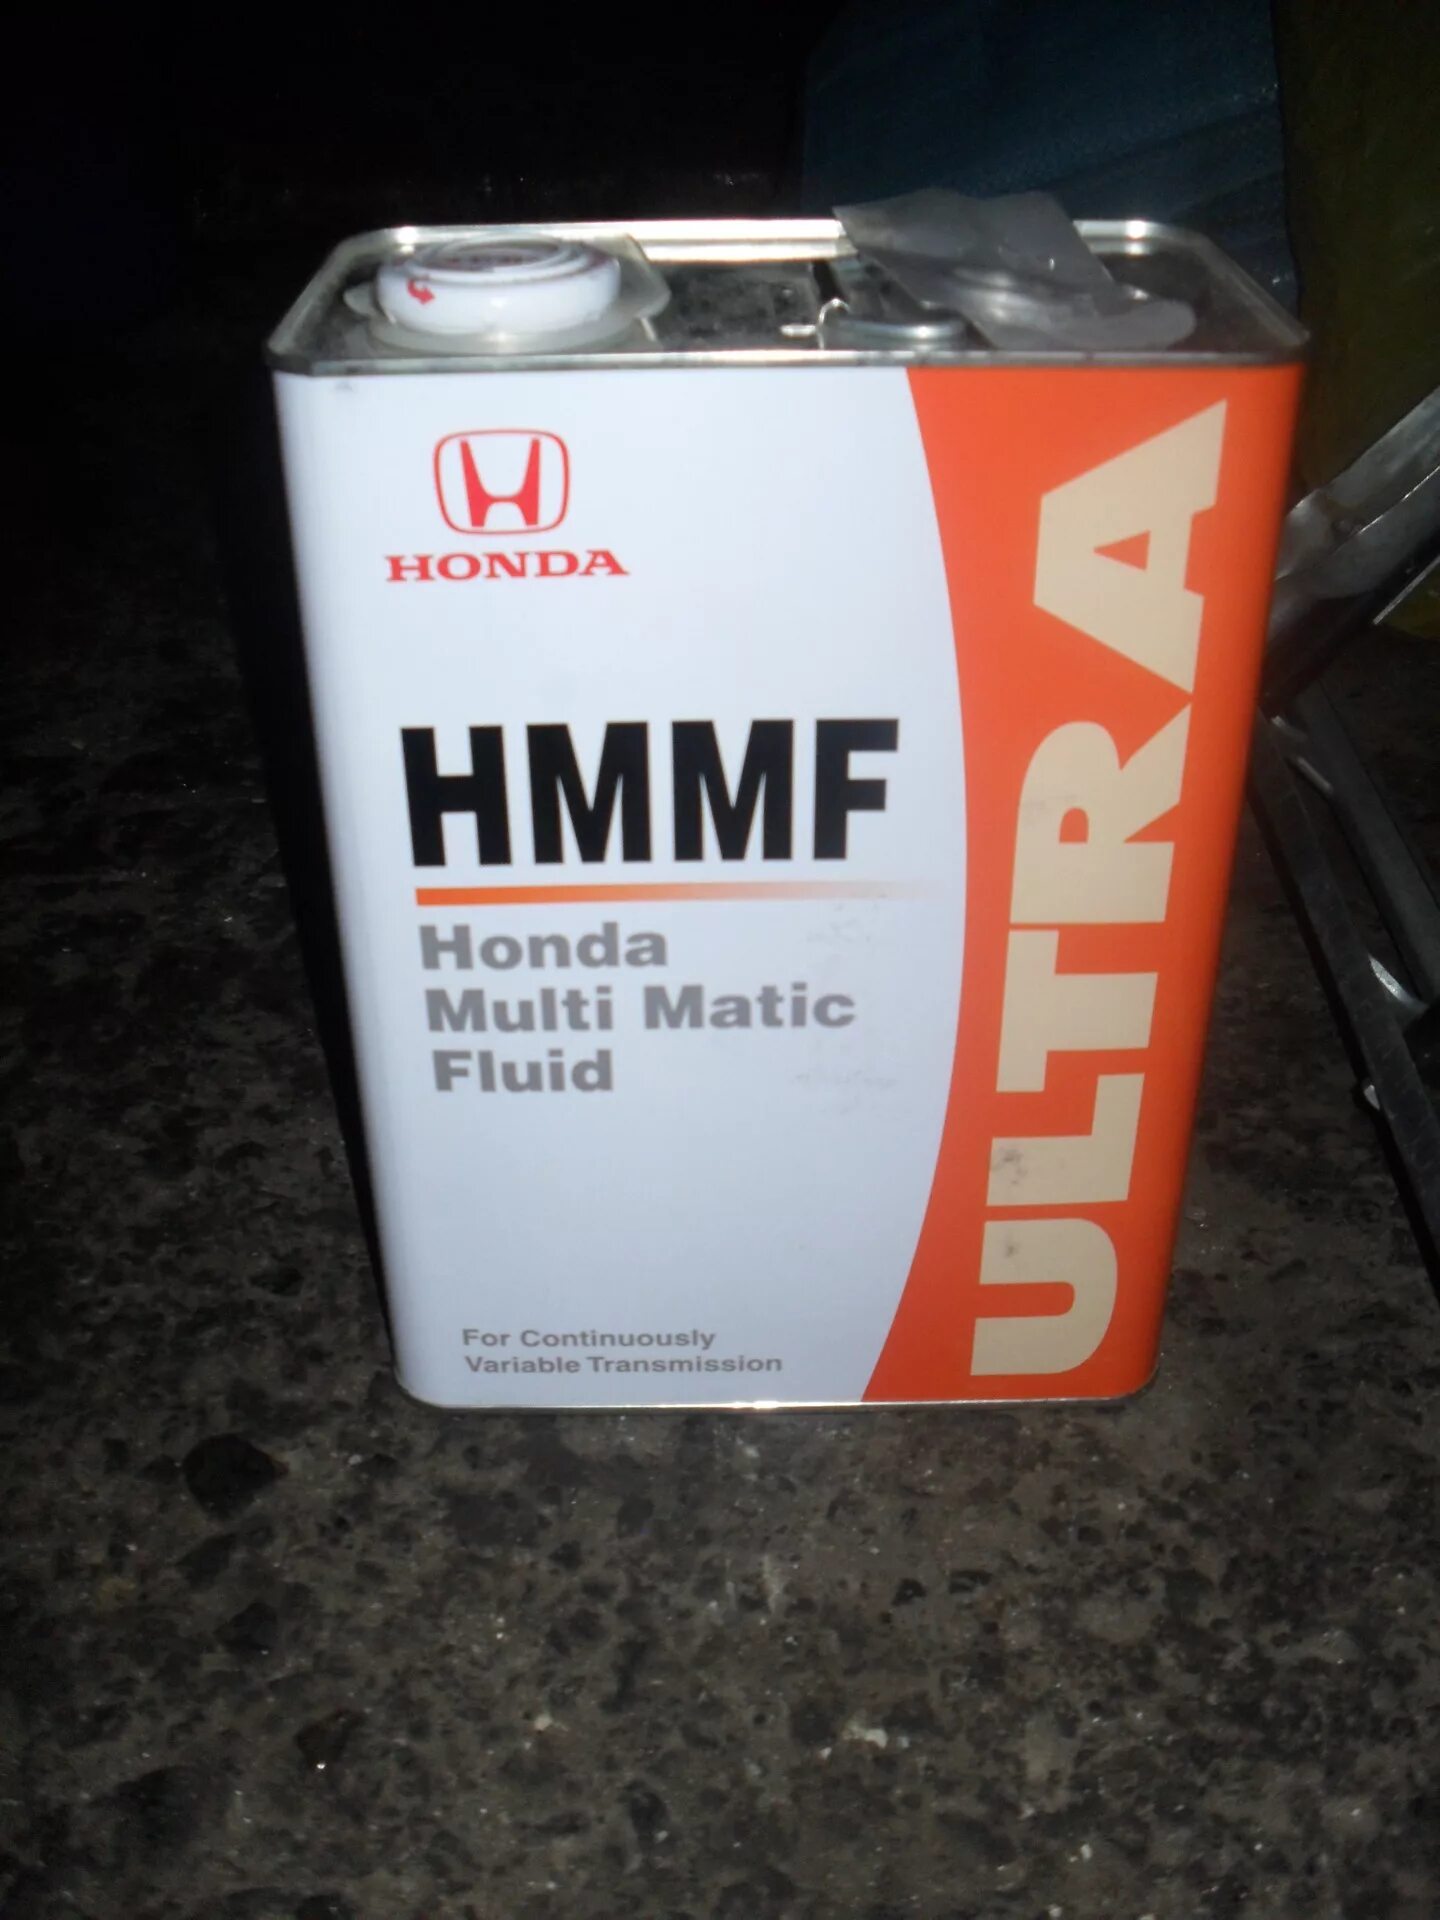 HONDA
HMMF
Honda
Multi Matic
Fluid
For Continuously
Variable Transmission
ULTRA